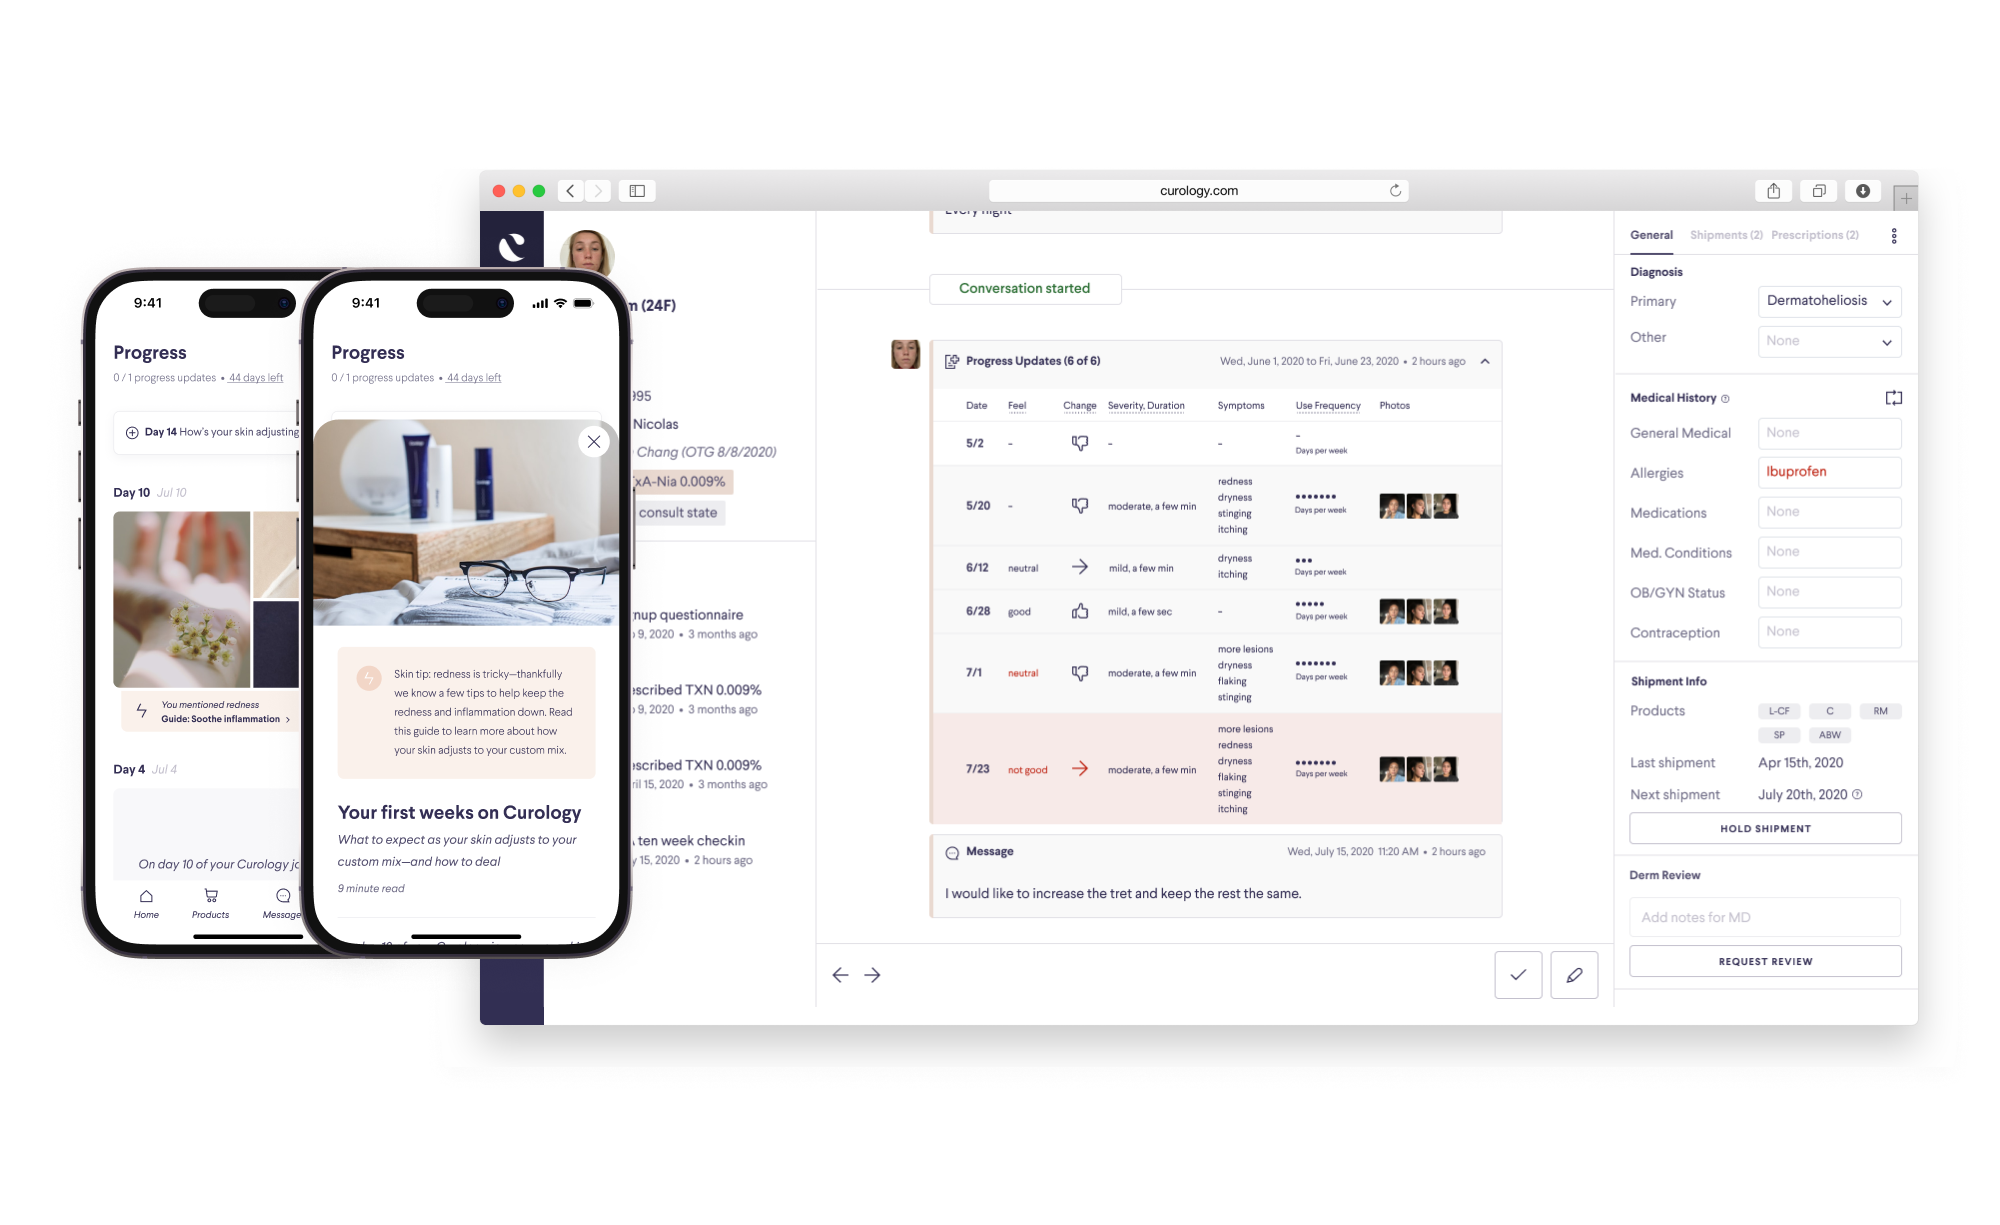 9:41
Progress
0 / 1 progress updates • 44 days left
Day 14 How's your skin adjusting
Day 10 Jul 10
You mentioned redness
Guide: Soothe inflammation >
Day 4 Jul 4
On day 10 of your Curology
Home
Products
Message
9:41
Progress
0 / 1 progress updates • 44 days left
Skin tip: redness is tricky—thankfully
we know a few tips to help keep the
redness and inflammation down. Read
this guide to learn more about how
your skin adjusts to your custom mix.
Your first weeks on Curology
What to expect as your skin adjusts to your
custom mix—and how to deal
9 minute read
curology.com
(24F)
995
Nicolas
Chang (OTG 8/8/2020)
xA-Nia 0.009%
consult state
nup questionnaire
9, 2020 • 3 months ago
scribed TXN 0.009%
9, 2020 • 3 months ago
scribed TXN 0.009%
ril 15, 2020 • 3 months ago
ten week checkin
y 15, 2020 • 2 hours ago
Every night
Conversation started
Progress Updates (6 of 6)
Wed, June 1, 2020 to Fri, June 23, 2020 • 2 hours ago
Date Feel Change Severity, Duration Symptoms Use Frequency Photos
5/2 - - - -
Days per week
5/20 - moderate, a few min
redness
dryness
stinging
itching
Days per week
6/12 neutral mild, a few min
dryness
itching
Days per week
6/28 good mild, a few sec -
Days per week
7/1 neutral moderate, a few min
more lesions
dryness
flaking
stinging
Days per week
7/23 not good moderate, a few min
more lesions
redness
dryness
flaking
stinging
itching
Days per week
Message
Wed, July 15, 2020 11:20 AM • 2 hours ago
I would like to increase the tret and keep the rest the same.
General Shipments (2) Prescriptions (2)
Diagnosis
Primary Dermatoheliosis
Other None
Medical History
General Medical None
Allergies Ibuprofen
Medications None
Med. Conditions None
OB/GYN Status None
Contraception None
Shipment Info
Products L-CF C RM
SP ABW
Last shipment Apr 15th, 2020
Next shipment July 20th, 2020
HOLD SHIPMENT
Derm Review
Add notes for MD
REQUEST REVIEW